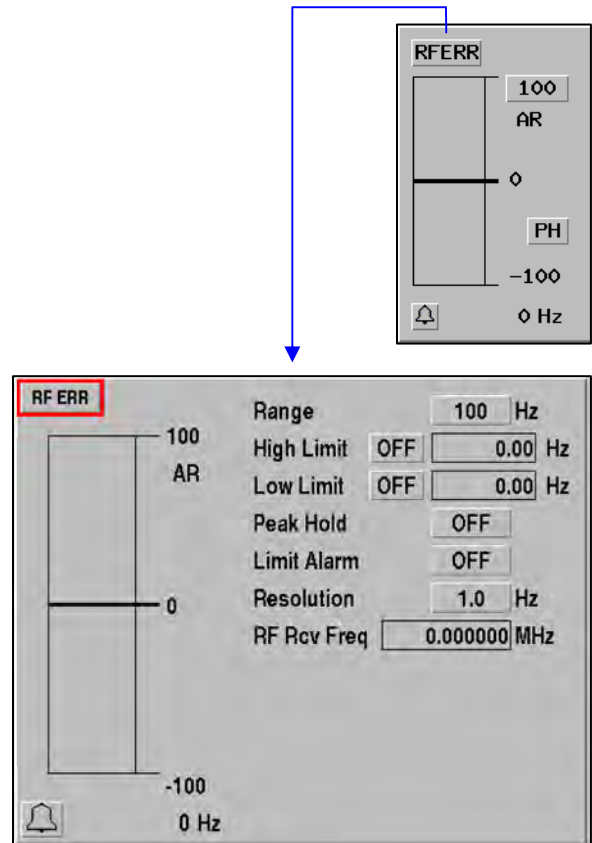 RFERR
100
AR
0
PH
-100
0 Hz
RF ERR
100
AR
0
-100
0 Hz
Range 100 Hz
High Limit OFF 0.00 Hz
Low Limit OFF 0.00 Hz
Peak Hold OFF
Limit Alarm OFF
Resolution 1.0 Hz
RF Rcv Freq 0.000000 MHz